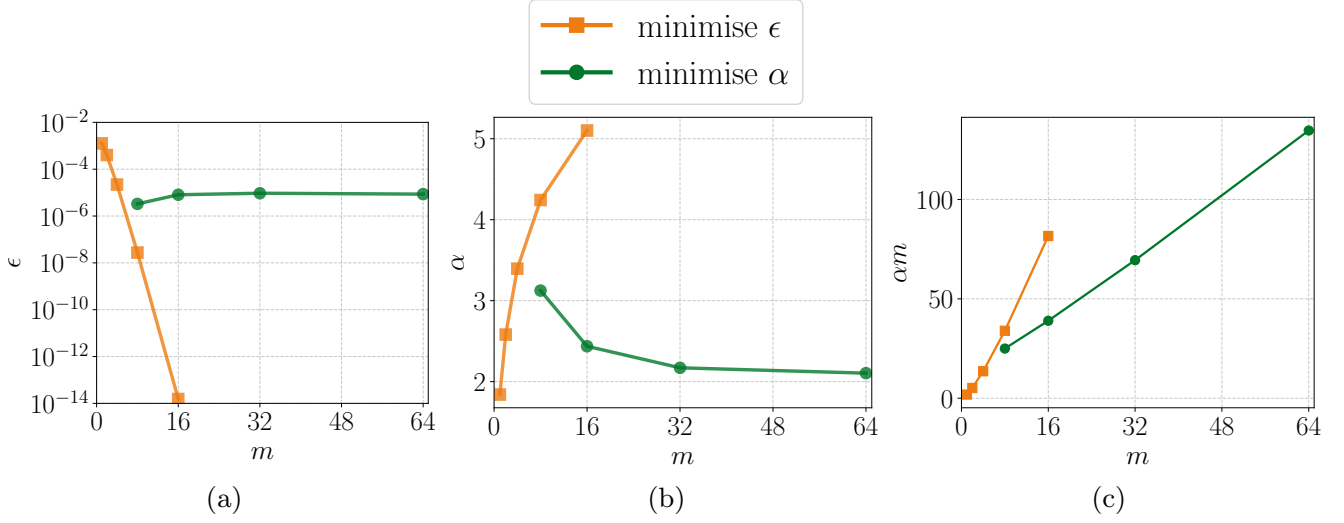 minimise ϵ
minimise α
10⁻²
10⁻⁴
10⁻⁶
10⁻⁸
10⁻¹⁰
10⁻¹²
10⁻¹⁴
ϵ
0 16 32 48 64
m
(a)
5
4
3
2
α
0 16 32 48 64
m
(b)
100
50
0
αm
0 16 32 48 64
m
(c)